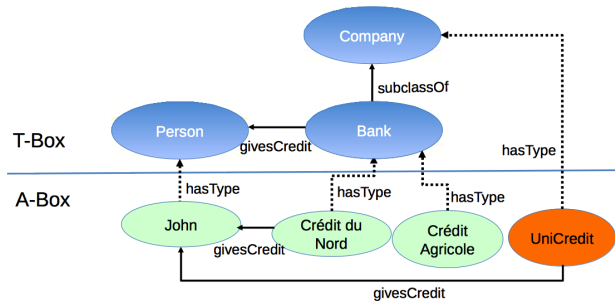 Company
subclassOf
Person
Bank
givesCredit
T-Box
hasType
A-Box
hasType
hasType
hasType
John
Crédit du
Nord
Crédit
Agricole
UniCredit
givesCredit
givesCredit